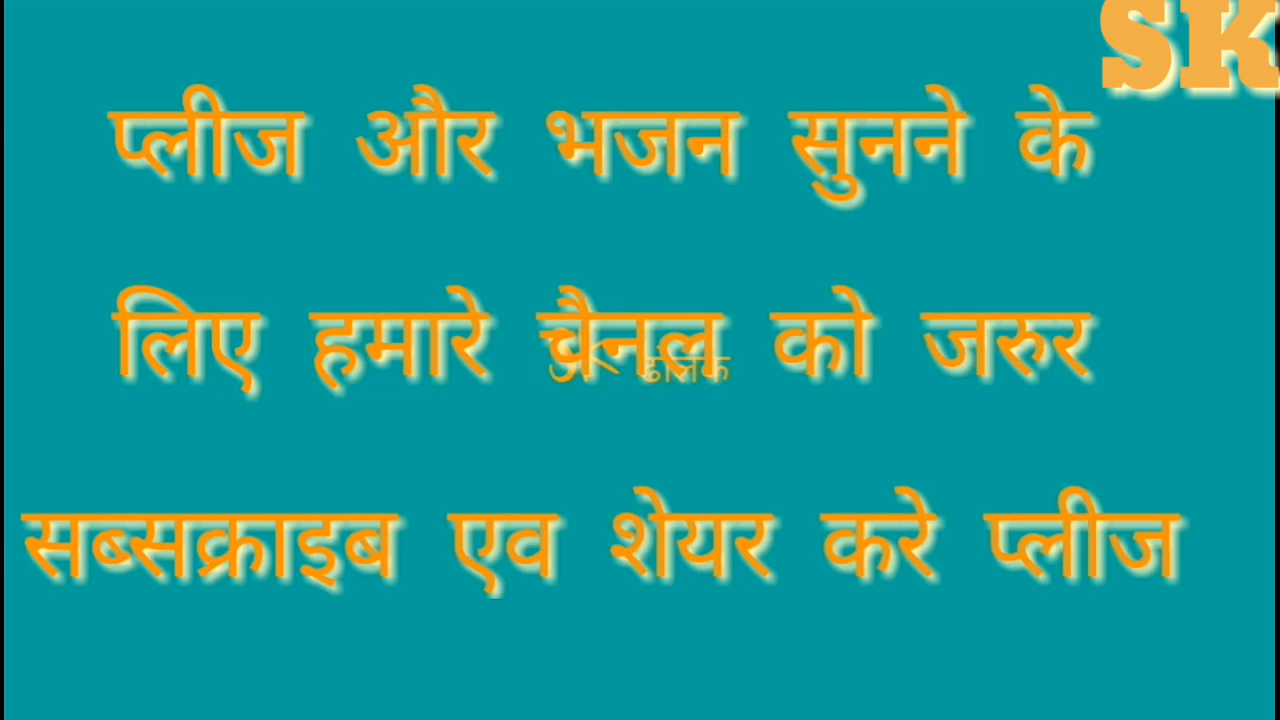 SK
प्लीज और भजन सुनने के
लिए हमारे चैनल को जरुर
सब्सक्राइब एव शेयर करे प्लीज